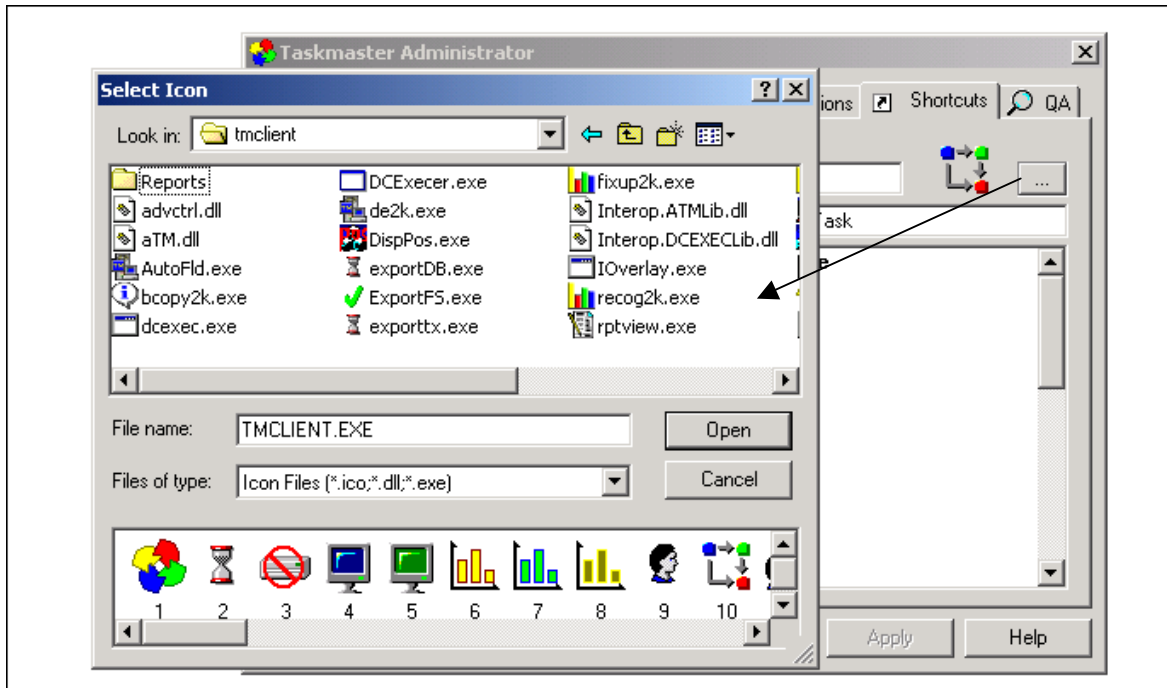 Taskmaster Administrator
Select Icon
ions Shortcuts QA
Look in: tmclient
...
Reports DCExecer.exe fixup2k.exe
advctrl.dll de2k.exe Interop.ATMLib.dll
aTM.dll DispPos.exe Interop.DCEXECLib.dll
AutoFld.exe exportDB.exe IOverlay.exe
bcopy2k.exe ExportFS.exe recog2k.exe
dcexec.exe exporttx.exe rptview.exe
Task
e
File name: TMCLIENT.EXE Open
Files of type: Icon Files (*.ico;*.dll;*.exe) Cancel
1 2 3 4 5 6 7 8 9 10
Apply Help